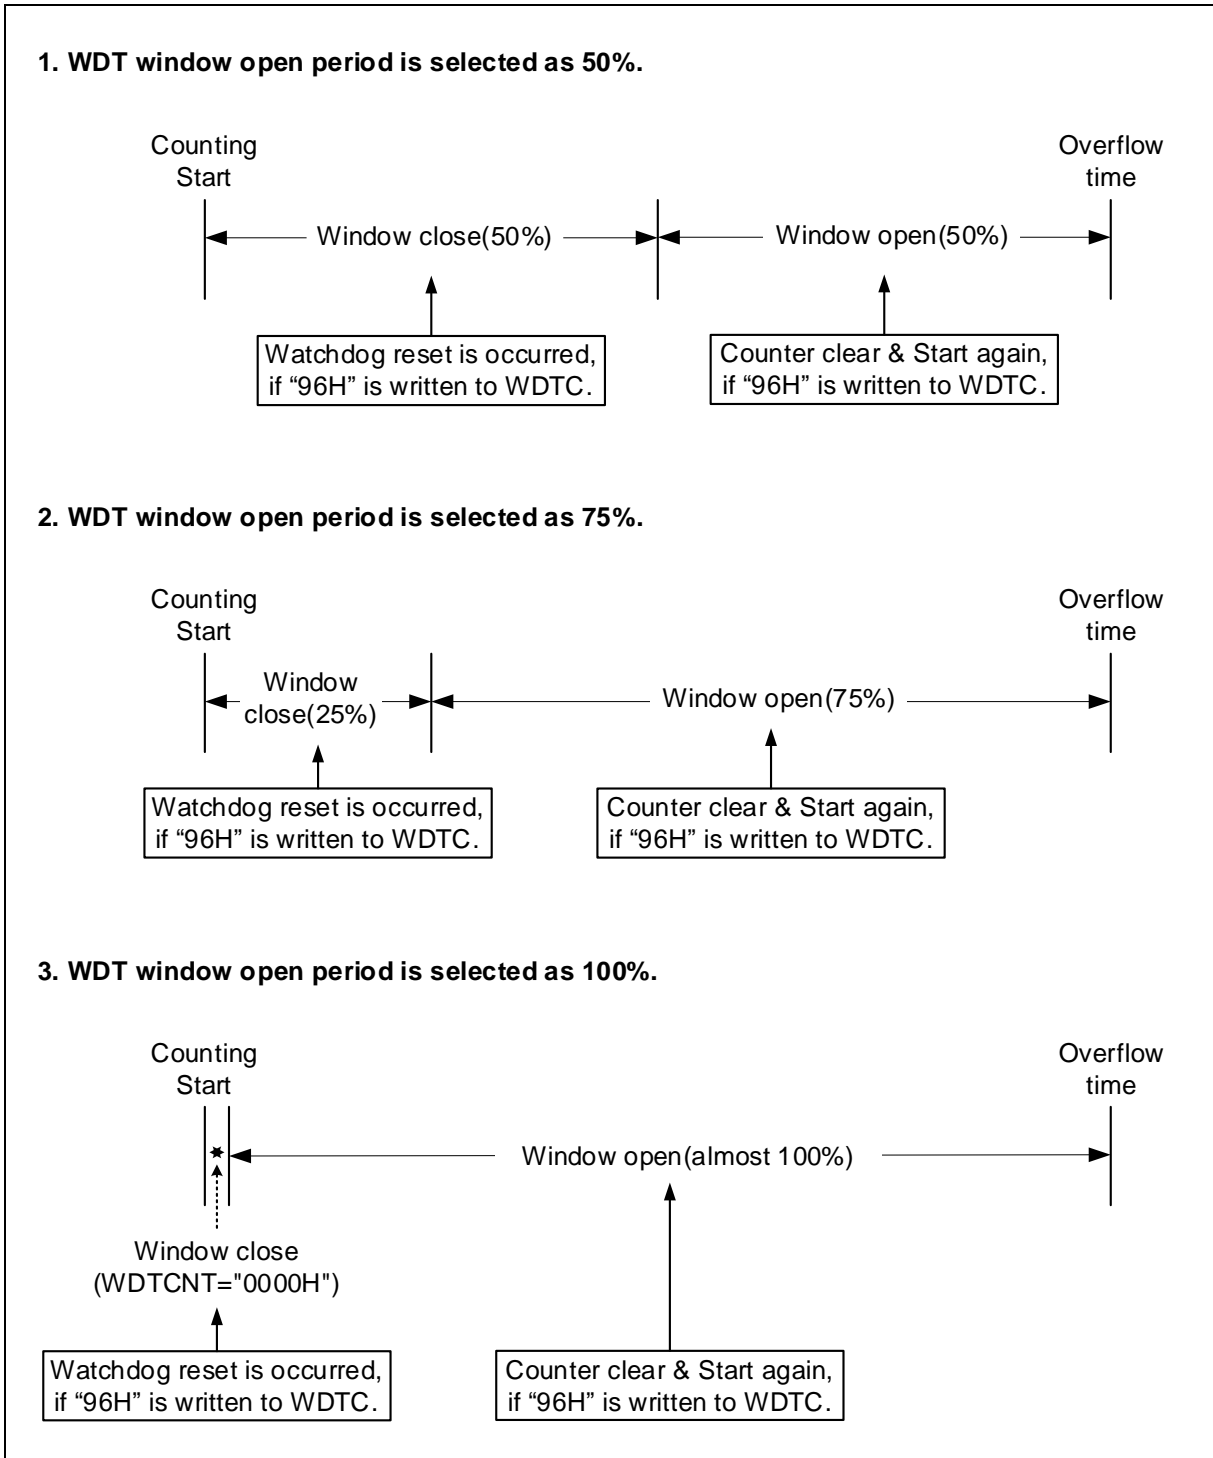 1. WDT window open period is selected as 50%.
Counting
Start
Overflow
time
Window close(50%)
Window open(50%)
Watchdog reset is occurred,
if “96H” is written to WDTC.
Counter clear & Start again,
if “96H” is written to WDTC.
2. WDT window open period is selected as 75%.
Counting
Start
Overflow
time
Window
close(25%)
Window open(75%)
Watchdog reset is occurred,
if “96H” is written to WDTC.
Counter clear & Start again,
if “96H” is written to WDTC.
3. WDT window open period is selected as 100%.
Counting
Start
Overflow
time
Window open(almost 100%)
Window close
(WDTCNT="0000H")
Watchdog reset is occurred,
if “96H” is written to WDTC.
Counter clear & Start again,
if “96H” is written to WDTC.